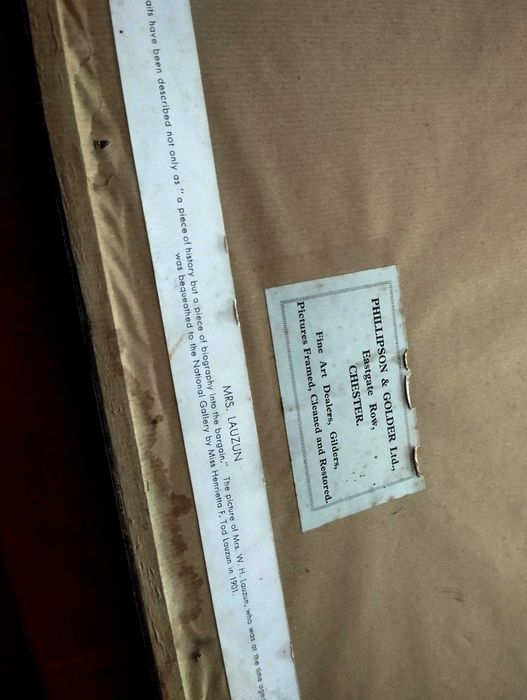 MRS. LAUZUN
aits have been described not only as “a piece of history but a piece of biography into the bargain.” The picture of Mrs. W. H. Lauzun, who was at the time aged
was bequeathed to the National Gallery by Miss Henrietta F. Tod Lauzun in 1901.
PHILLIPSON & GOLDER Ltd.,
Eastgate Row,
CHESTER.
Fine Art Dealers, Gilders,
Pictures Framed, Cleaned and Restored.